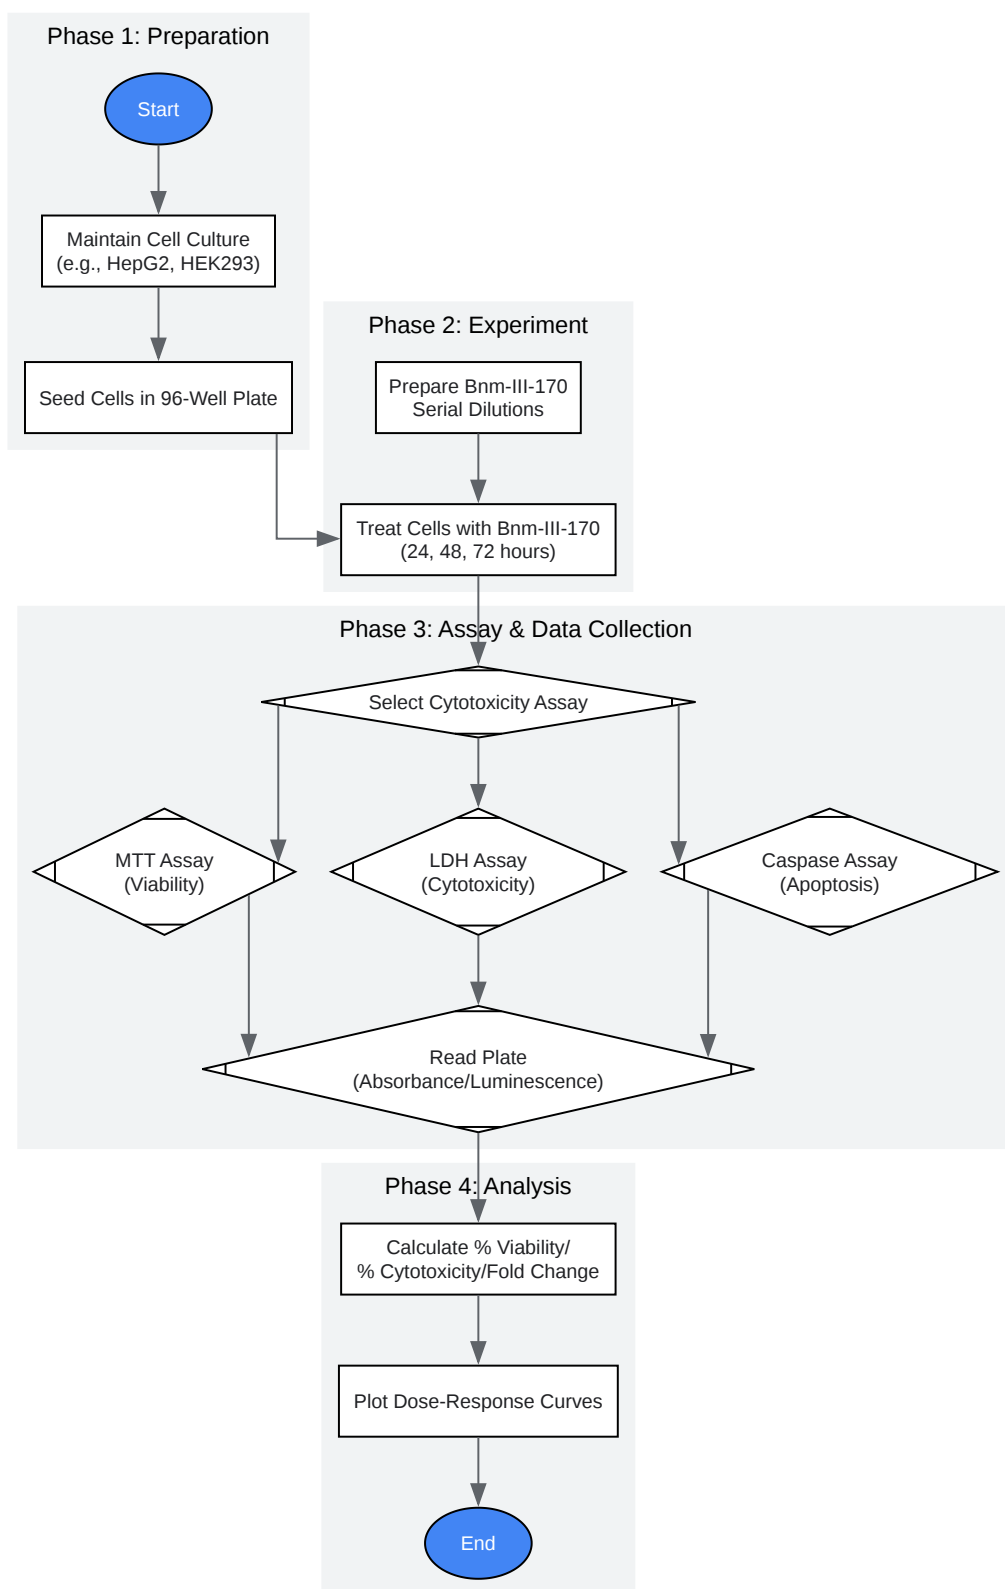 Phase 1: Preparation
Start
Maintain Cell Culture
(e.g., HepG2, HEK293)
Seed Cells in 96-Well Plate
Phase 2: Experiment
Prepare Bnm-III-170
Serial Dilutions
Treat Cells with Bnm-III-170
(24, 48, 72 hours)
Phase 3: Assay & Data Collection
Select Cytotoxicity Assay
MTT Assay
(Viability)
LDH Assay
(Cytotoxicity)
Caspase Assay
(Apoptosis)
Read Plate
(Absorbance/Luminescence)
Phase 4: Analysis
Calculate % Viability/
% Cytotoxicity/Fold Change
Plot Dose-Response Curves
End